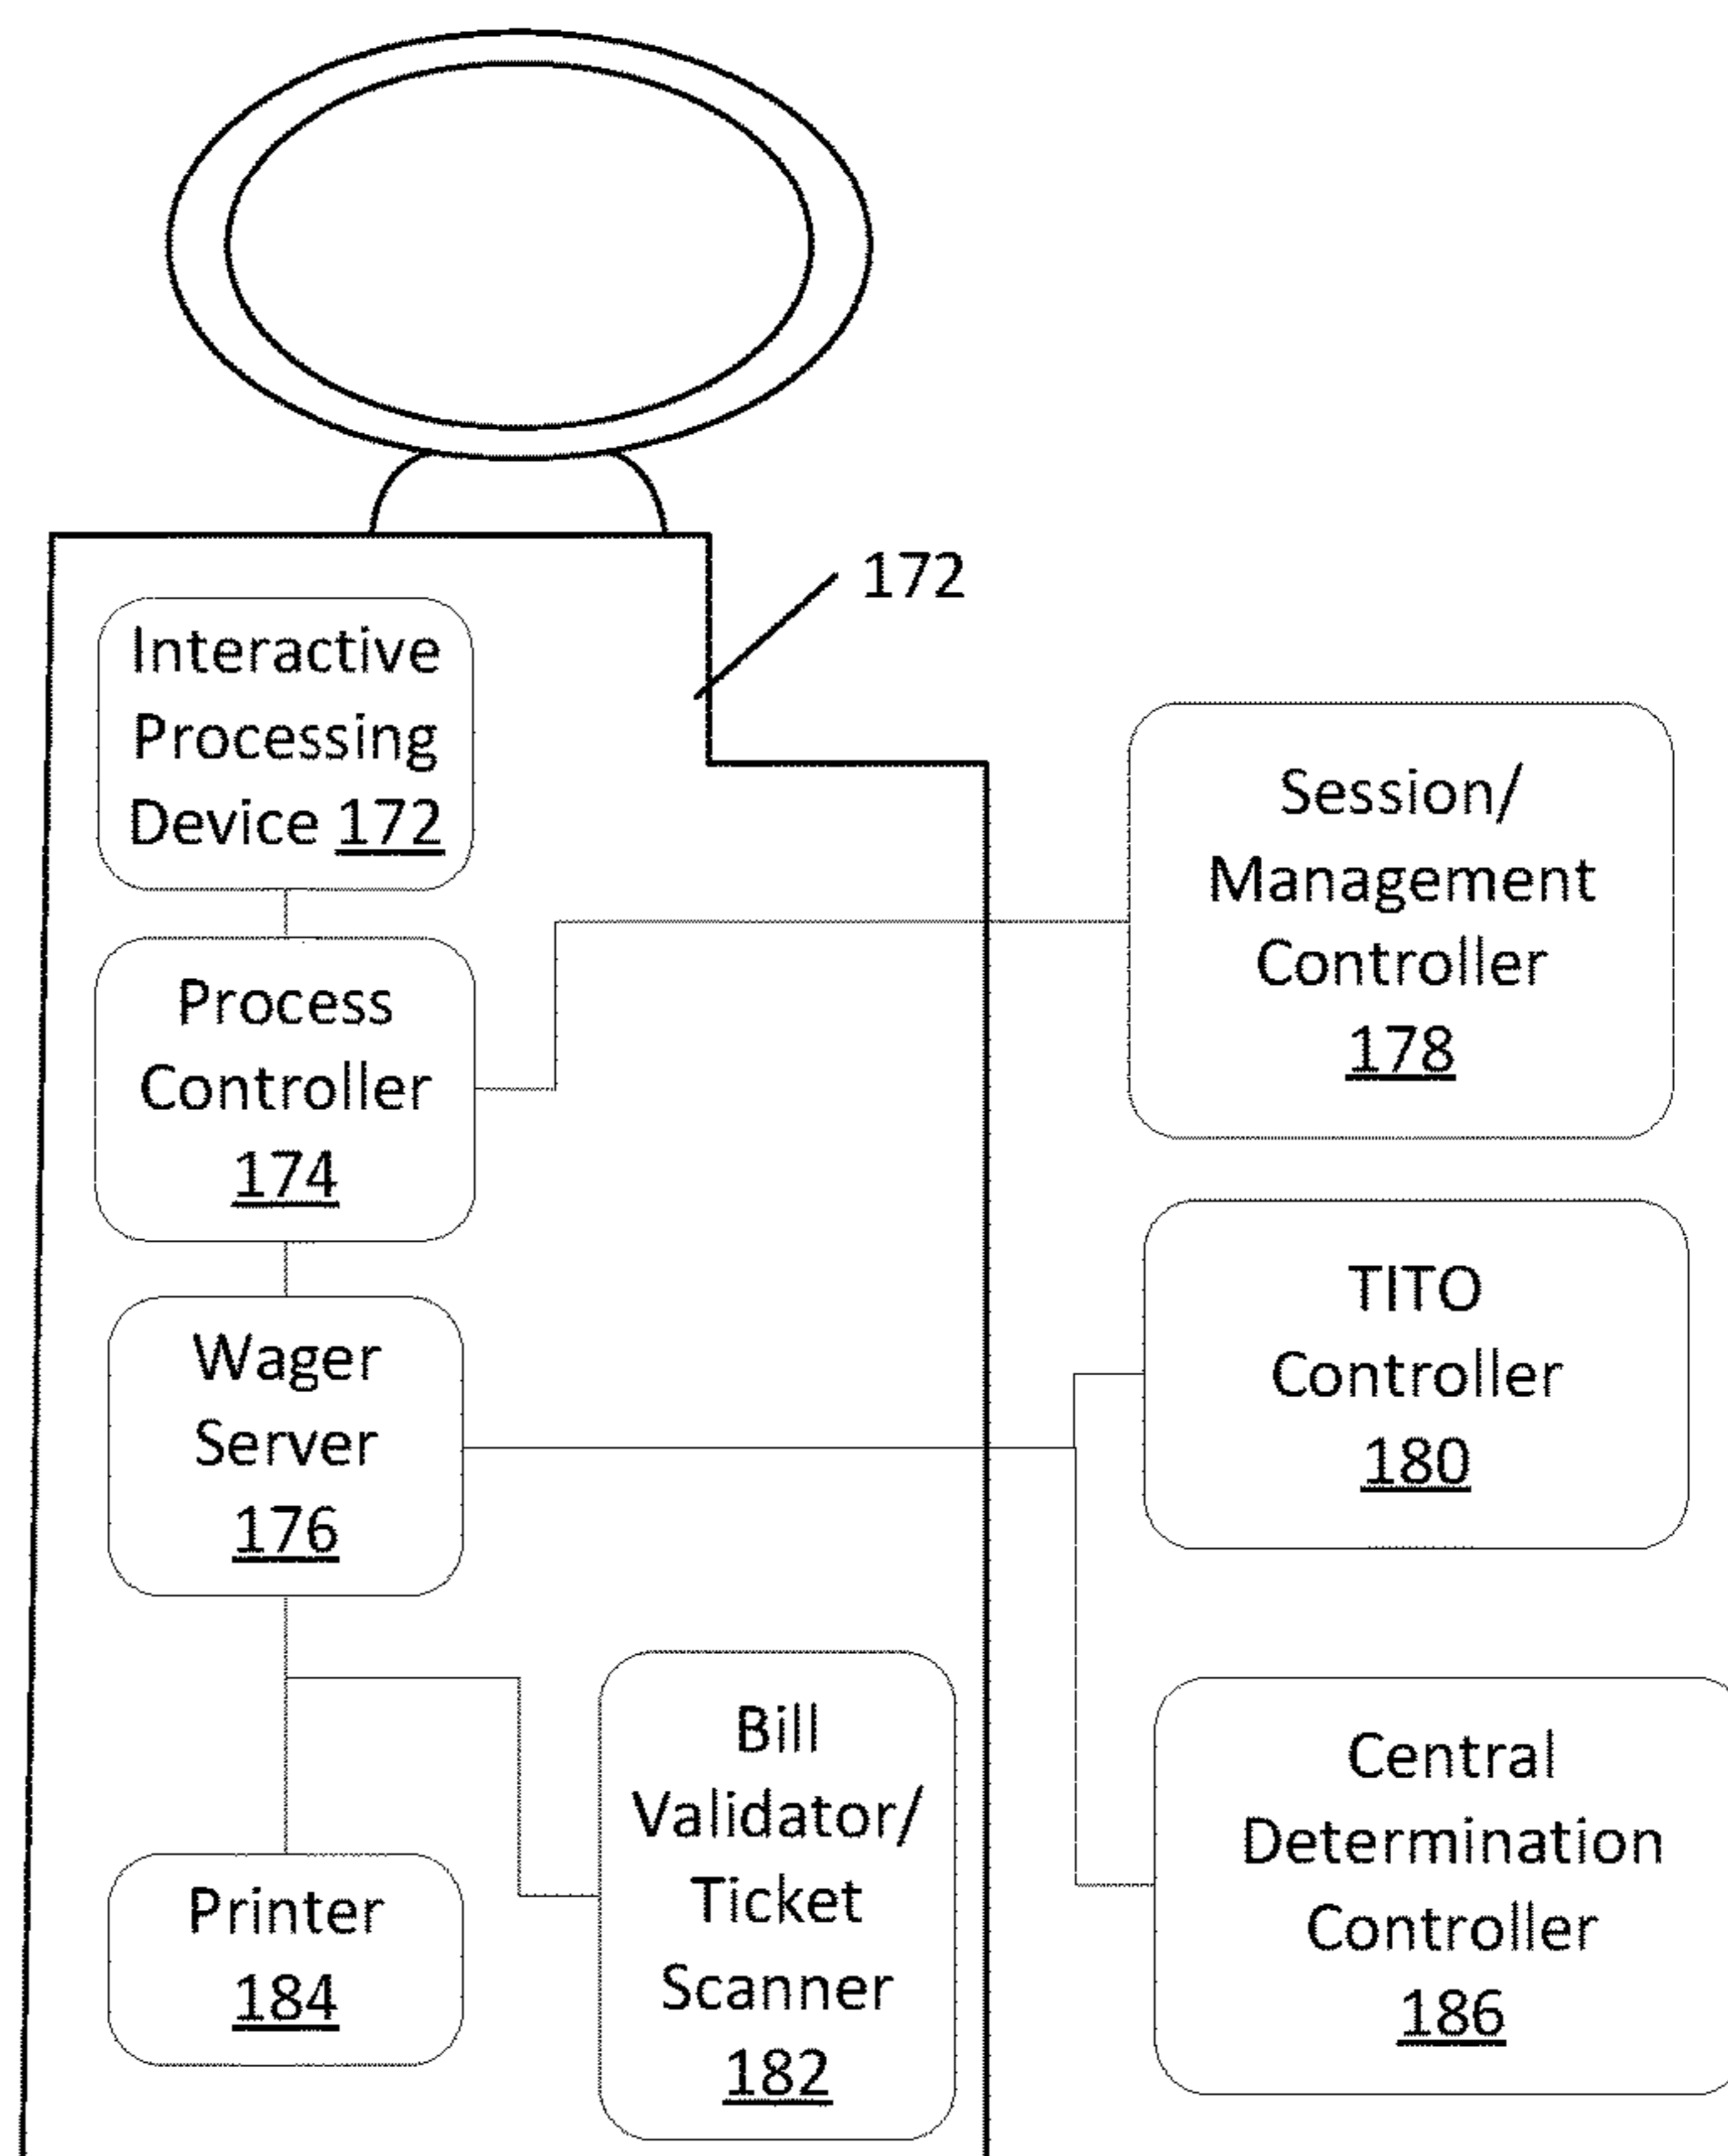 172
Interactive
Processing
Device 172
Process
Controller
174
Wager
Server
176
Printer
184
Bill
Validator/
Ticket
Scanner
182
Session/
Management
Controller
178
TITO
Controller
180
Central
Determination
Controller
186